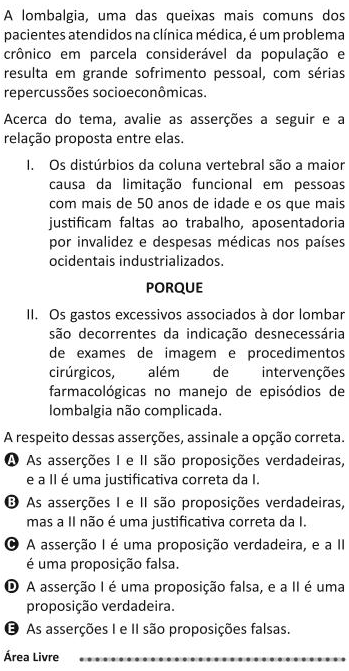 A lombalgia, uma das queixas mais comuns dos
pacientes atendidos na clínica médica, é um problema
crônico em parcela considerável da população e
resulta em grande sofrimento pessoal, com sérias
repercussões socioeconômicas.
Acerca do tema, avalie as asserções a seguir e a
relação proposta entre elas.
I. Os distúrbios da coluna vertebral são a maior
causa da limitação funcional em pessoas
com mais de 50 anos de idade e os que mais
justificam faltas ao trabalho, aposentadoria
por invalidez e despesas médicas nos países
ocidentais industrializados.
PORQUE
II. Os gastos excessivos associados à dor lombar
são decorrentes da indicação desnecessária
de exames de imagem e procedimentos
cirúrgicos, além de intervenções
farmacológicas no manejo de episódios de
lombalgia não complicada.
A respeito dessas asserções, assinale a opção correta.
A As asserções I e II são proposições verdadeiras,
e a II é uma justificativa correta da I.
B As asserções I e II são proposições verdadeiras,
mas a II não é uma justificativa correta da I.
C A asserção I é uma proposição verdadeira, e a II
é uma proposição falsa.
D A asserção I é uma proposição falsa, e a II é uma
proposição verdadeira.
E As asserções I e II são proposições falsas.
Área Livre